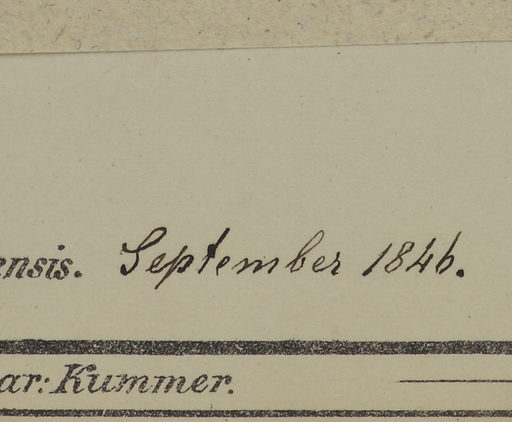 ensis. September 1846.
ar: Kummer.